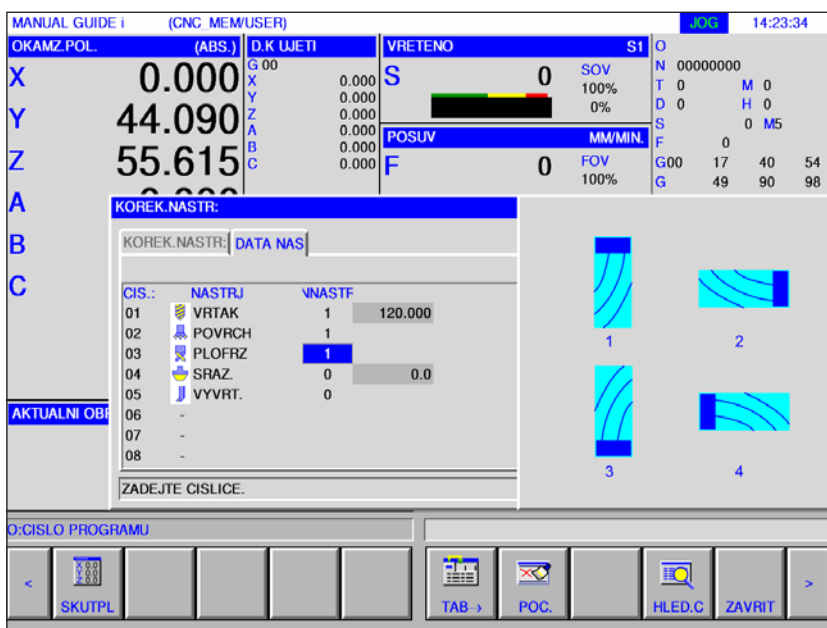 MANUAL GUIDE i (CNC_MEM/USER) JOG 14:23:34
OKAMZ.POL. (ABS.)
X 0.000
Y 44.090
Z 55.615
A
B
C
D.K UJETI
G 00
X 0.000
Y 0.000
Z 0.000
A 0.000
B 0.000
C 0.000
VRETENO S1
S 0 SOV
100%
0%
POSUV MM/MIN.
F 0 FOV
100%
O
N 00000000
T 0 M 0
D 0 H 0
S 0 M5
F 0
G00 17 40 54
G 49 90 98
KOREK.NASTR:
KOREK.NASTR: DATA NAS
CIS.: NASTRJ
01 VRTAK 1 120.000
02 POVRCH 1
03 PLOFRZ 1
04 SRAZ. 0 0.0
05 VYVRT. 0
06 -
07 -
08 -
ZADEJTE CISLICE.
1 2
3 4
AKTUALNI
O:CISLO PROGRAMU
< SKUTPL TAB→ POC. HLED.C ZAVRIT >